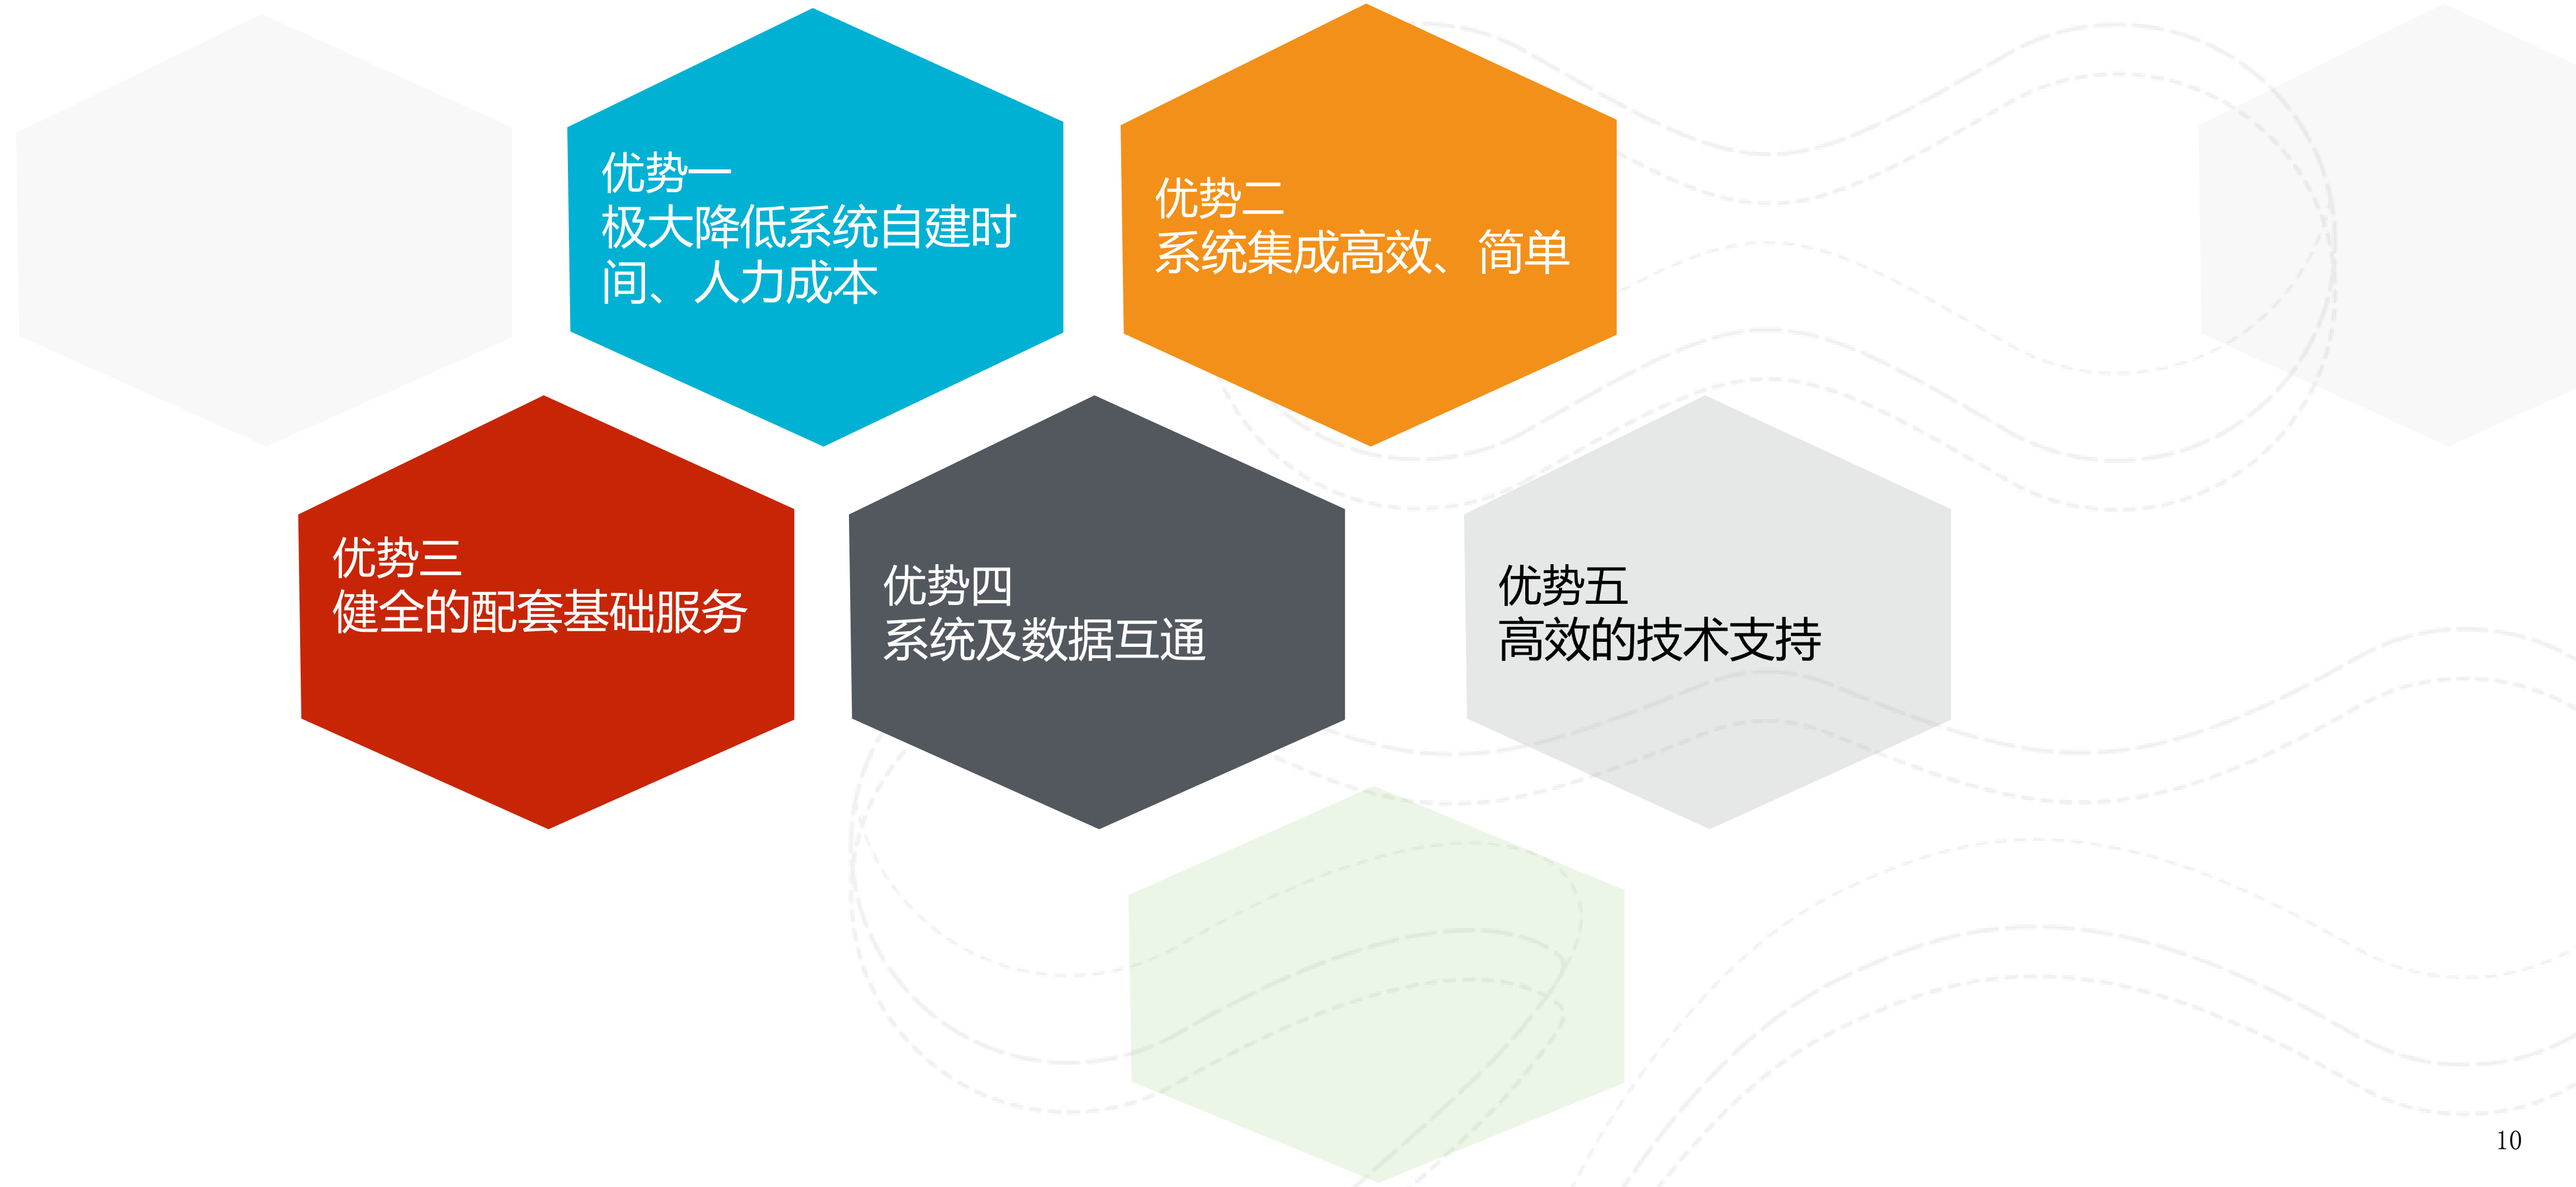 优势一
极大降低系统自建时
间、人力成本
优势二
系统集成高效、简单
优势三
健全的配套基础服务
优势四
系统及数据互通
优势五
高效的技术支持
10